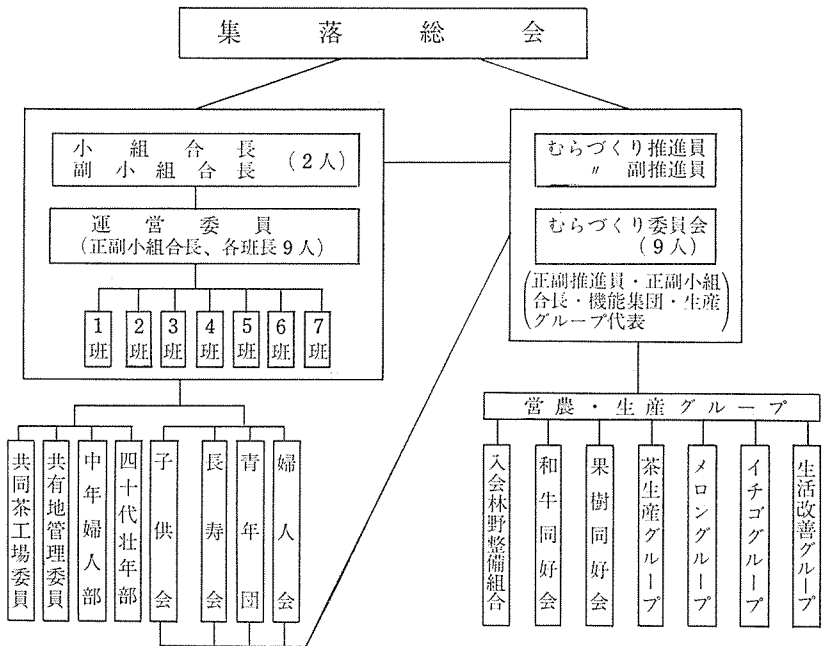 集落総会
小組合長
副小組合長
(2人)
運営委員
(正副小組合長、各班長9人)
1班
2班
3班
4班
5班
6班
7班
共同茶工場委員
共有地管理委員
中年婦人部
四十代壮年部
子供会
長寿会
青年団
婦人会
むらづくり推進員
〃 副推進員
むらづくり委員会
(9人)
(正副推進員・正副小組
合長・機能集団・生産
グループ代表)
営農・生産グループ
入会林野整備組合
和牛同好会
果樹同好会
茶生産グループ
メロングループ
イチゴグループ
生活改善グループ